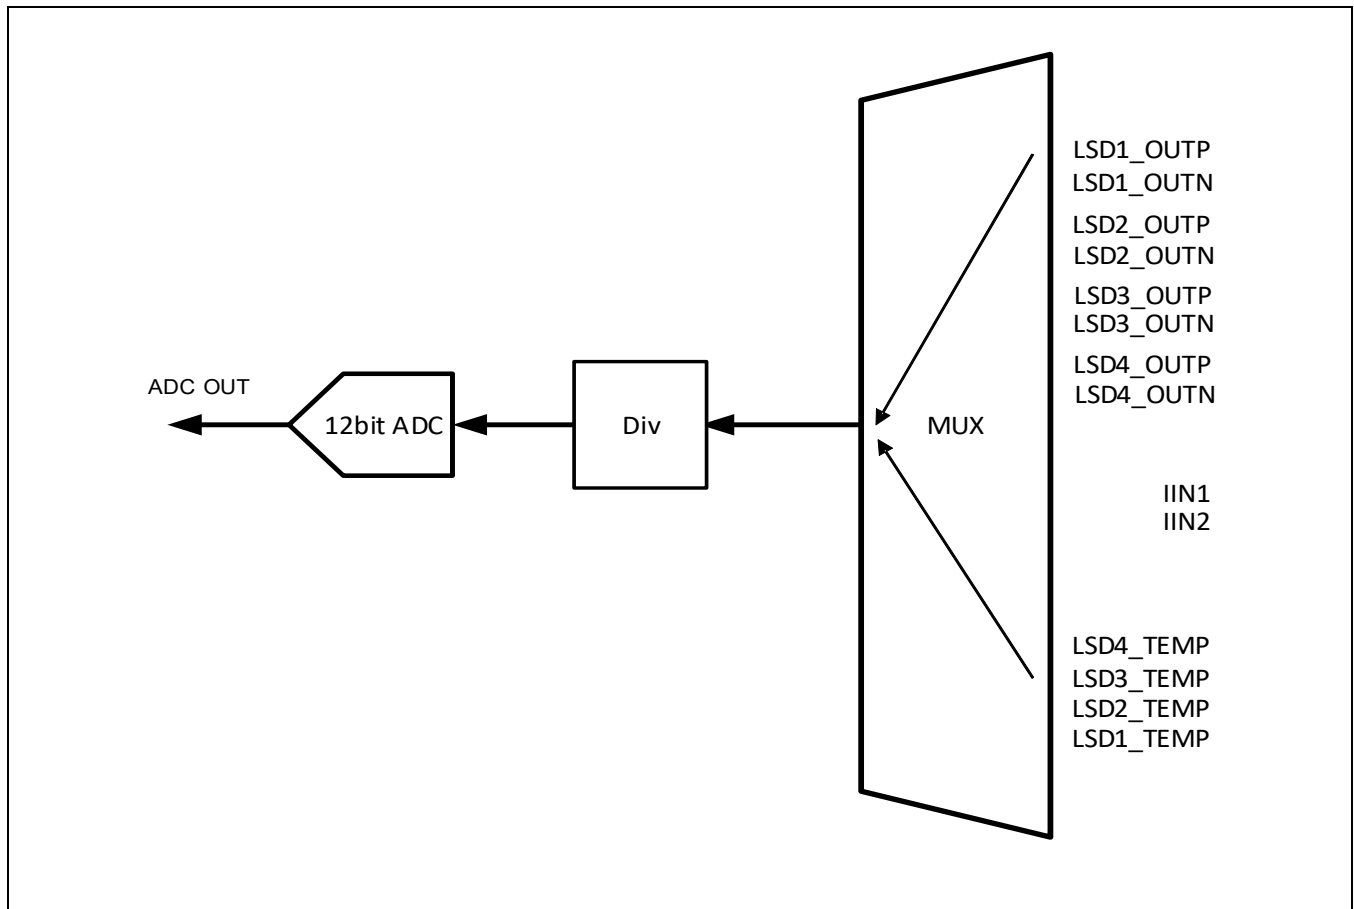 LSD1_OUTP
LSD1_OUTN
LSD2_OUTP
LSD2_OUTN
LSD3_OUTP
LSD3_OUTN
LSD4_OUTP
LSD4_OUTN
ADC OUT
12bit ADC
Div
MUX
IIN1
IIN2
LSD4_TEMP
LSD3_TEMP
LSD2_TEMP
LSD1_TEMP